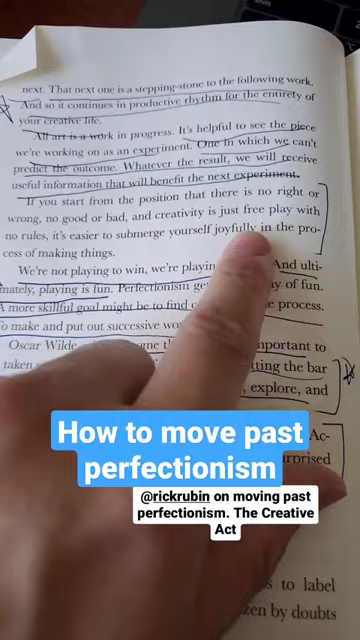 next. That next one is a stepping-stone to the following work.
And so it continues in productive rhythm for the entirety of
your creative life.
All art is a work in progress. It's helpful to see the piece
we're working on as an experiment. One in which we can't
predict the outcome. Whatever the result, we will receive
useful information that will benefit the next experiment.
If you start from the position that there is no right or
wrong, no good or bad, and creativity is just free play with
no rules, it's easier to submerge yourself joyfully in the pro-
cess of making things.
We're not playing to win, we're playin And ulti-
mately, playing is fun. Perfectionism ge y of fun.
A more skillful goal might be to find process.
To make and put out successive wo
Oscar Wilde ome th portant to
taken tting the bar
explore, and
How to move past
perfectionism
Ac-
urprised
@rickrubin on moving past
perfectionism. The Creative
Act
s to label
zen by doubts